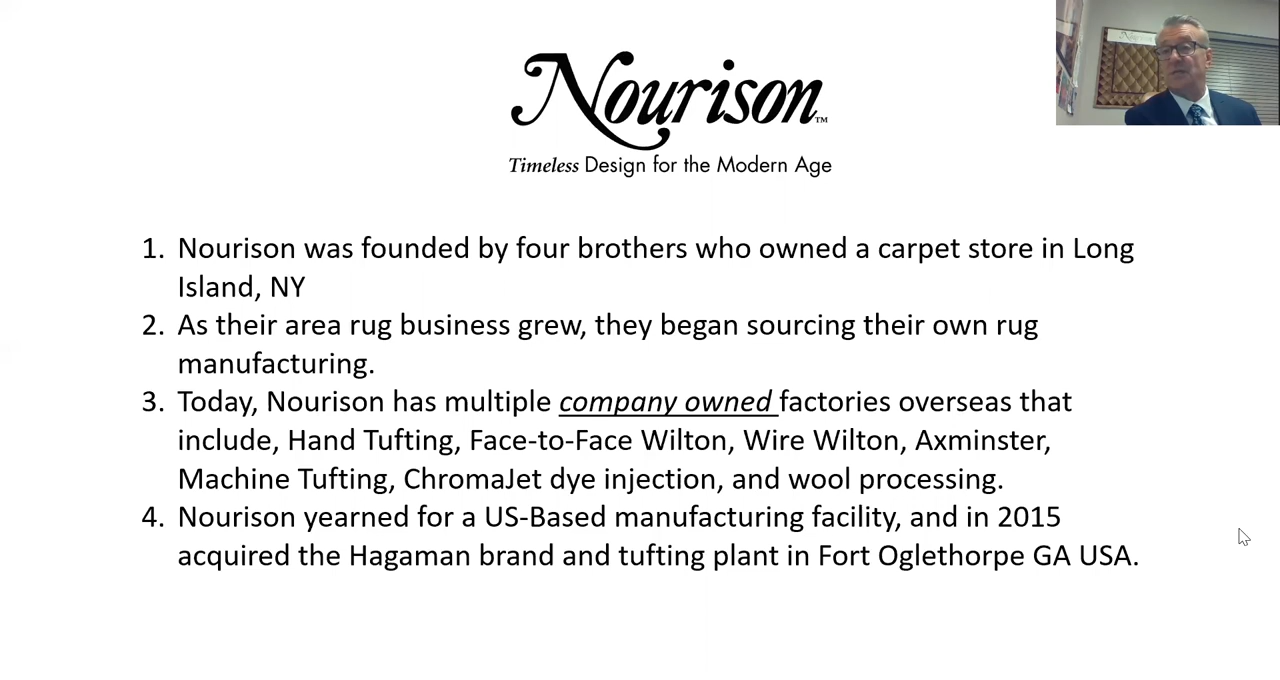 Nourison™
Timeless Design for the Modern Age
1. Nourison was founded by four brothers who owned a carpet store in Long
Island, NY
2. As their area rug business grew, they began sourcing their own rug
manufacturing.
3. Today, Nourison has multiple company owned factories overseas that
include, Hand Tufting, Face-to-Face Wilton, Wire Wilton, Axminster,
Machine Tufting, ChromaJet dye injection, and wool processing.
4. Nourison yearned for a US-Based manufacturing facility, and in 2015
acquired the Hagaman brand and tufting plant in Fort Oglethorpe GA USA.